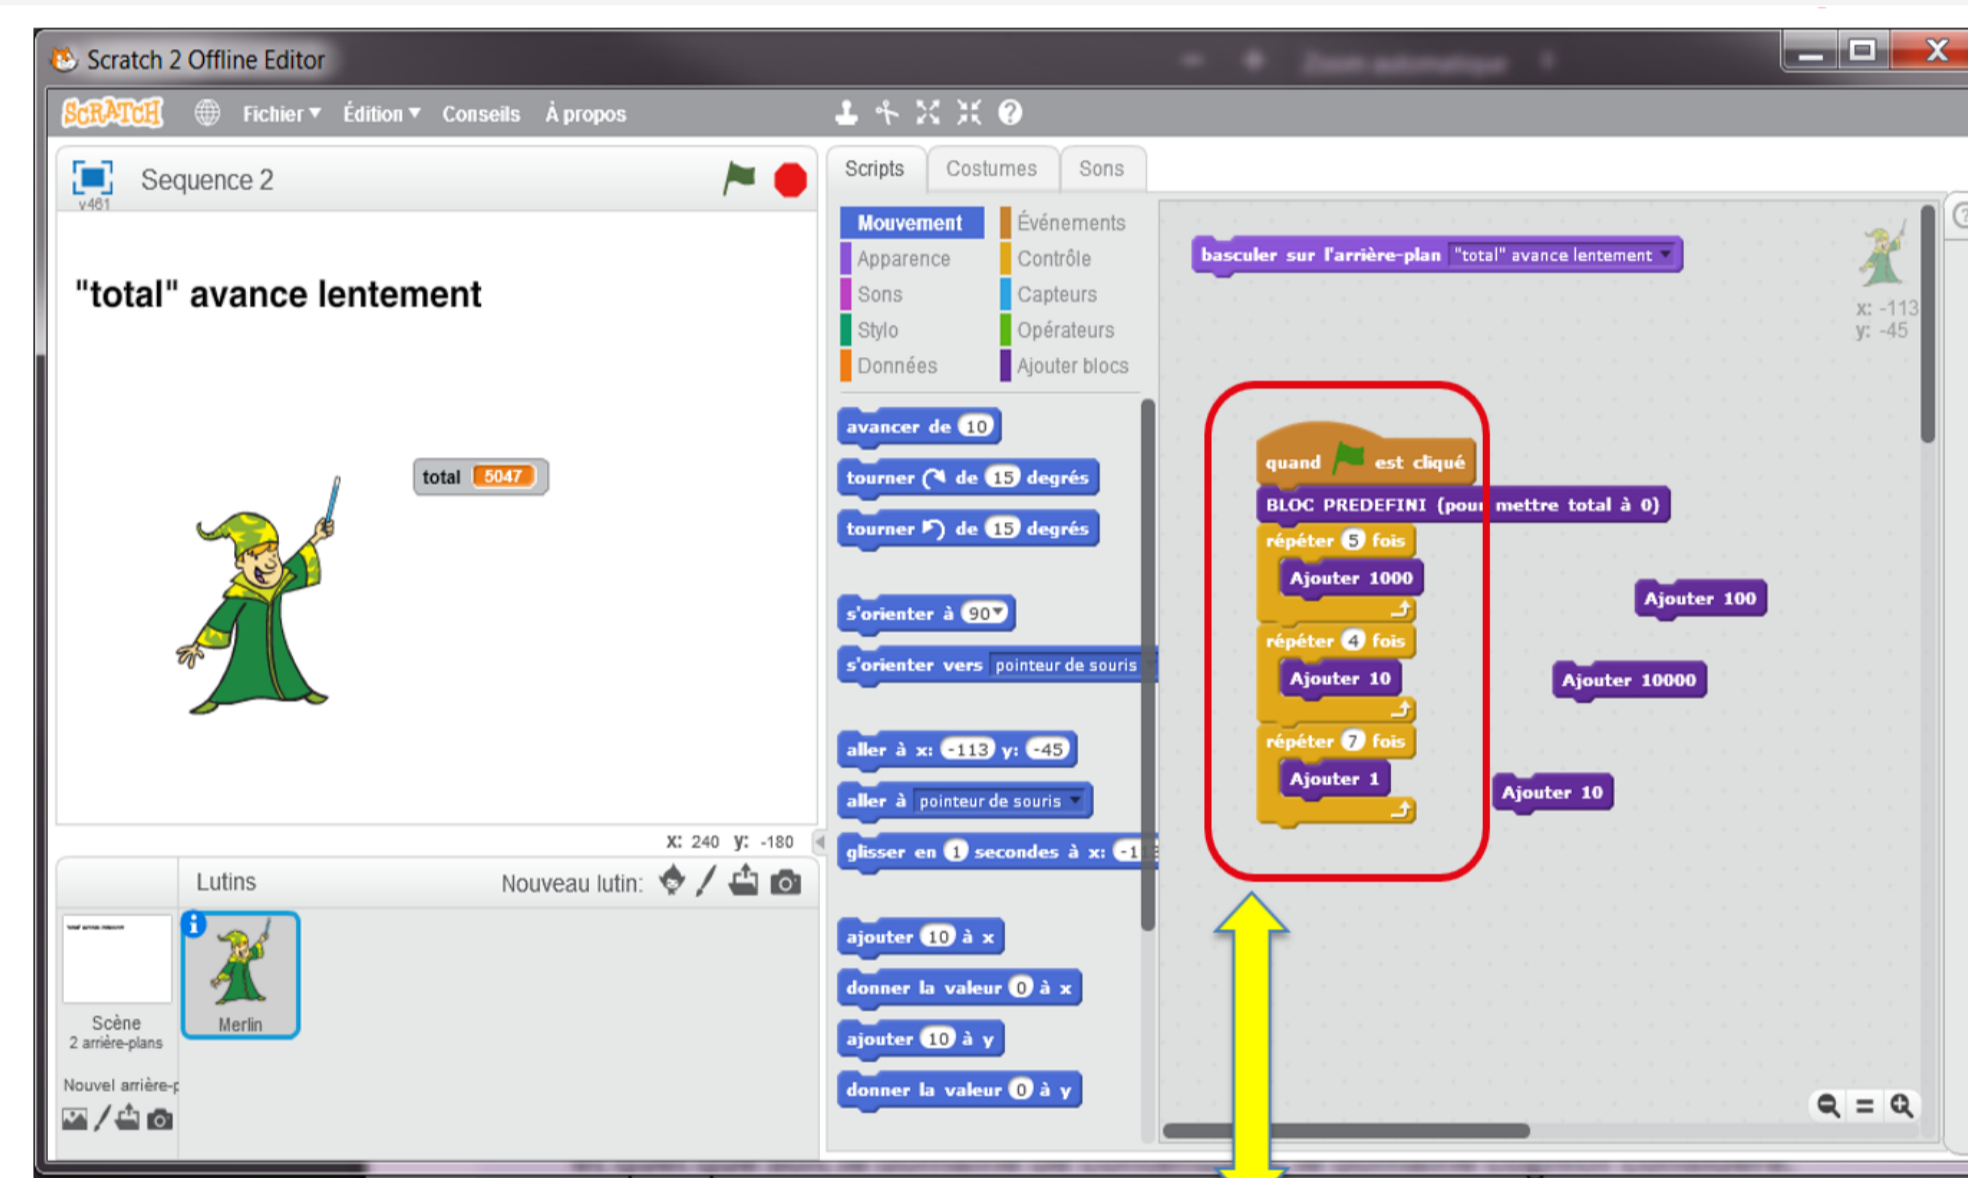 Scratch 2 Offline Editor
SCRATCH Fichier Édition Conseils À propos
v461
Sequence 2
"total" avance lentement
total 5047
x: 240 y: -180
Lutins
Nouveau lutin:
Scène
2 arrière-plans
Nouvel arrière-p
Merlin
Scripts Costumes Sons
Mouvement
Apparence
Sons
Stylo
Données
Événements
Contrôle
Capteurs
Opérateurs
Ajouter blocs
avancer de 10
tourner de 15 degrés
tourner de 15 degrés
s'orienter à 90
s'orienter vers pointeur de souris
aller à x: -113 y: -45
aller à pointeur de souris
glisser en 1 secondes à x: -11
ajouter 10 à x
donner la valeur 0 à x
ajouter 10 à y
donner la valeur 0 à y
basculer sur l'arrière-plan "total" avance lentement
x: -113
y: -45
quand est cliqué
BLOC PREDEFINI (pour mettre total à 0)
répéter 5 fois
Ajouter 1000
répéter 4 fois
Ajouter 10
répéter 7 fois
Ajouter 1
Ajouter 100
Ajouter 10000
Ajouter 10